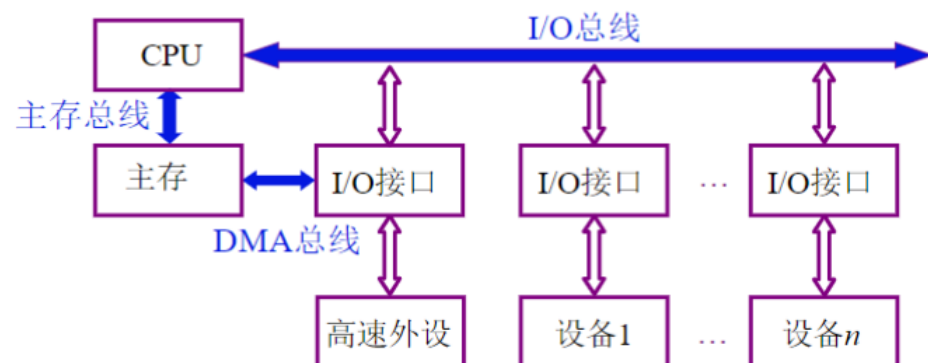 I/O总线
CPU
主存总线
主存
I/O接口
I/O接口
…
I/O接口
DMA总线
高速外设
设备1
…
设备n